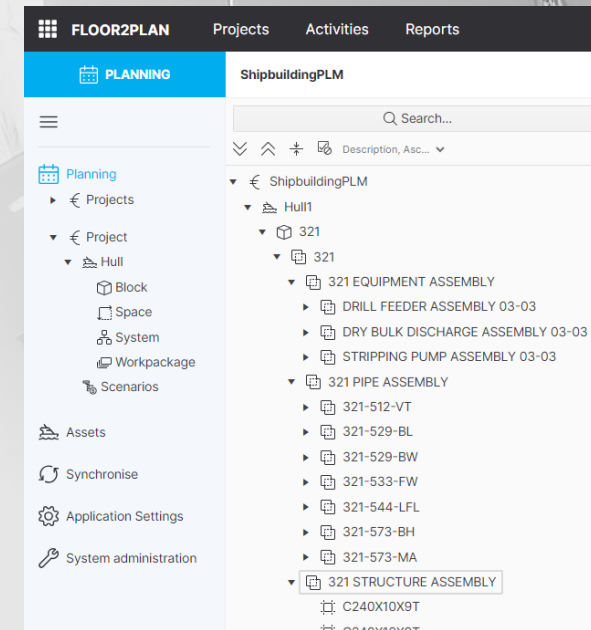 FLOOR2PLAN Projects Activities Reports
PLANNING
ShipbuildingPLM
Search...
Description, Asc...
Planning
Projects
Project
Hull
Block
Space
System
Workpackage
Scenarios
Assets
Synchronise
Application Settings
System administration
ShipbuildingPLM
Hull1
321
321
321 EQUIPMENT ASSEMBLY
DRILL FEEDER ASSEMBLY 03-03
DRY BULK DISCHARGE ASSEMBLY 03-03
STRIPPING PUMP ASSEMBLY 03-03
321 PIPE ASSEMBLY
321-512-VT
321-529-BL
321-529-BW
321-533-FW
321-544-LFL
321-573-BH
321-573-MA
321 STRUCTURE ASSEMBLY
C240X10X9T